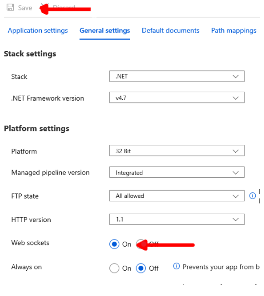 Save
Application settings General settings Default documents Path mappings
Stack settings
Stack .NET
.NET Framework version v4.7
Platform settings
Platform 32 Bit
Managed pipeline version Integrated
FTP state All allowed
HTTP version 1.1
Web sockets On Off
Always on On Off Prevents your app from b